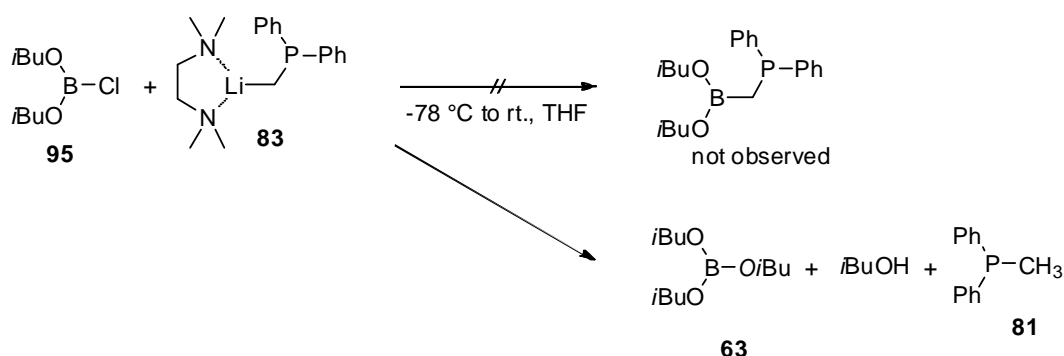 iBuO
B
Cl
iBuO
95
+
N
N
Li
83
Ph
P
Ph
-78 °C to rt., THF
iBuO
B
iBuO
Ph
P
Ph
not observed
iBuO
B
OiBu
iBuO
63
+
iBuOH
+
Ph
P
CH3
Ph
81